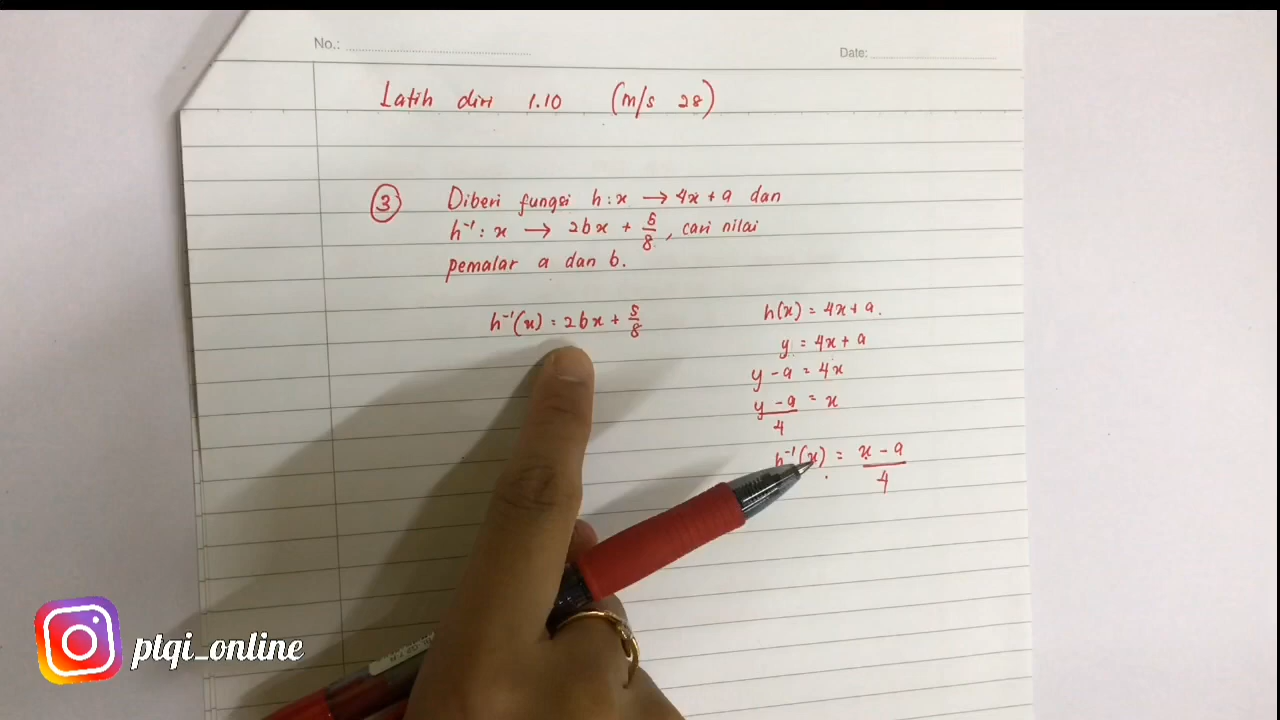 No.:
Date:
Latih diri 1.10 (m/s 28)
3 Diberi fungsi h : x → 4x + a dan
h⁻¹ : x → 2bx + 5/8, cari nilai
pemalar a dan b.
h⁻¹(x) = 2bx + 5/8
h(x) = 4x + a.
y = 4x + a
y - a = 4x
(y - a)/4 = x
h⁻¹(x) = (x - a)/4
ptqi_online